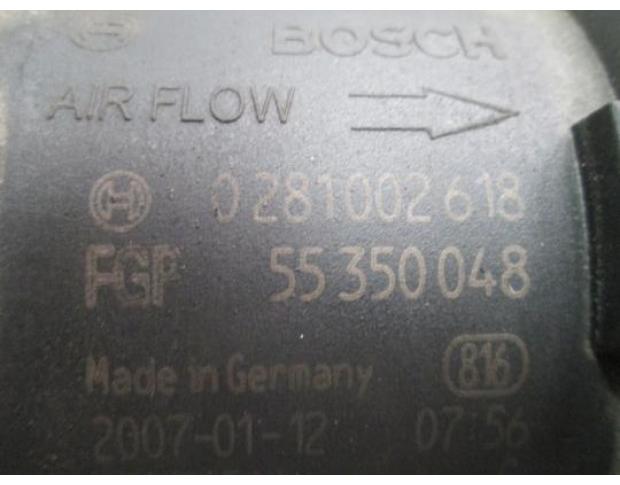 BOSCH
AIR FLOW
0 281 002 618
FGP 55 350 048
Made in Germany 816
2007-01-12 07:56